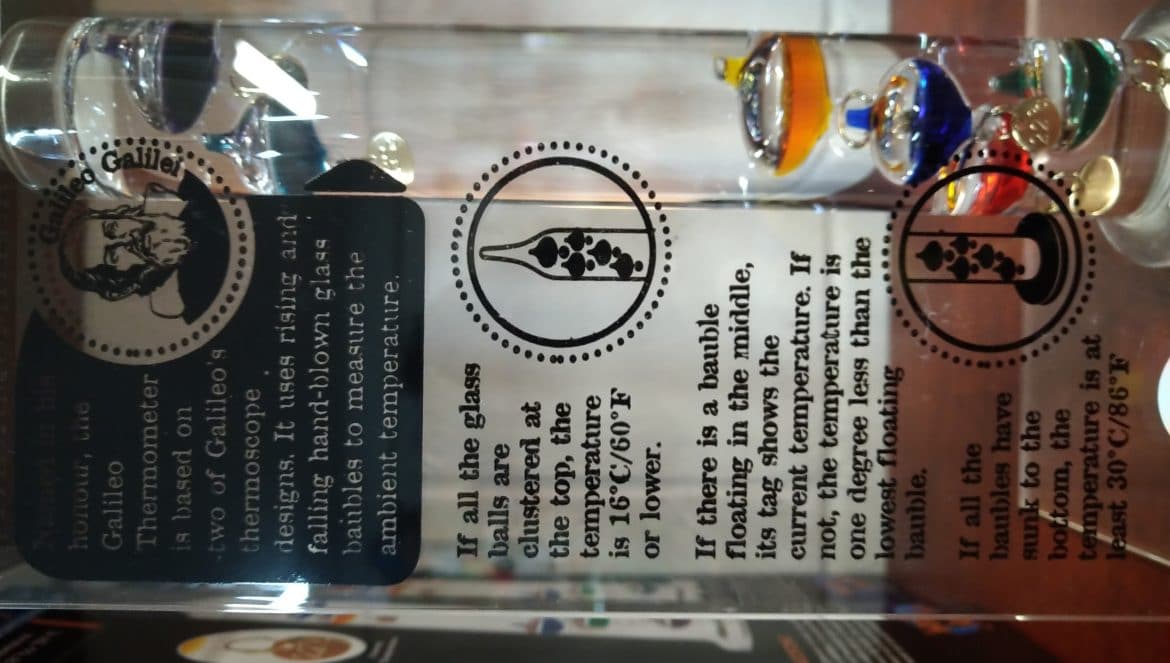 Galileo Galilei
Named in his
honour, the
Galileo
Thermometer
is based on
two of Galileo's
thermoscope
designs. It uses rising and
falling hand-blown glass
baubles to measure the
ambient temperature.
If all the glass
balls are
clustered at
the top, the
temperature
is 16°C/60°F
or lower.
If there is a bauble
floating in the middle,
its tag shows the
current temperature. If
not, the temperature is
one degree less than the
lowest floating
bauble.
If all the
baubles have
sunk to the
bottom, the
temperature is at
least 30°C/86°F